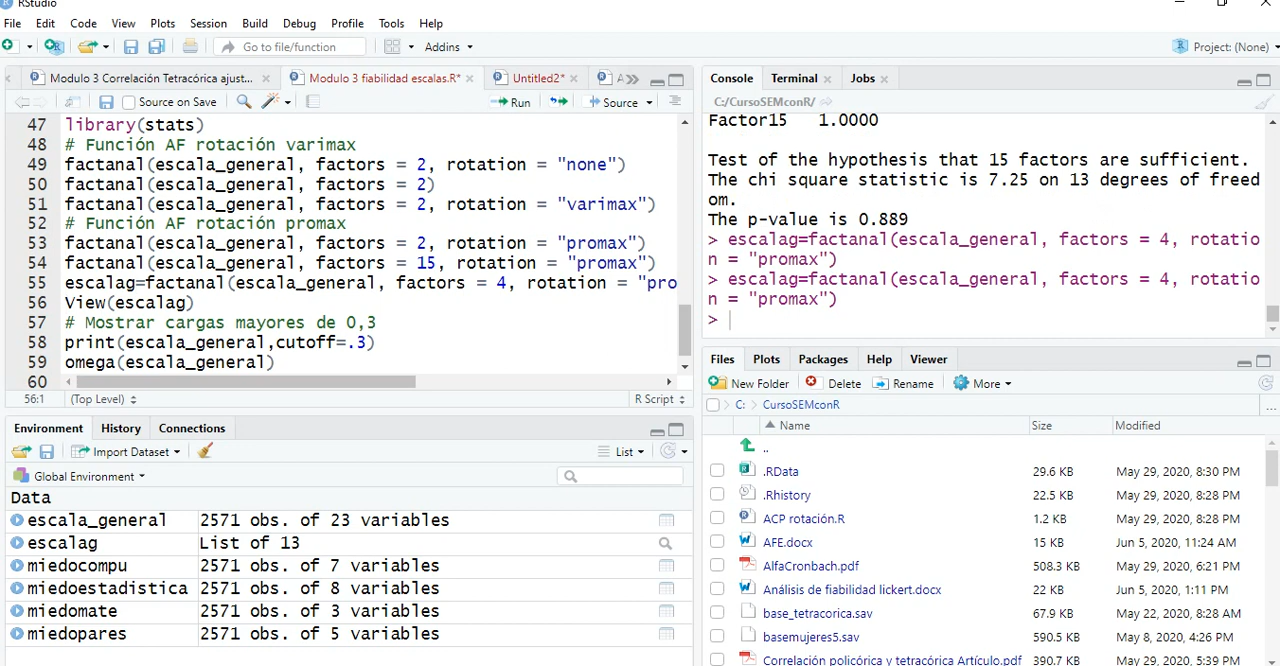 RStudio
File Edit Code View Plots Session Build Debug Profile Tools Help
Go to file/function Addins Project: (None)
Modulo 3 Correlación Tetracórica ajust... Modulo 3 fiabilidad escalas.R* Untitled2*
Source on Save Run Source
47 library(stats)
48 # Función AF rotación varimax
49 factanal(escala_general, factors = 2, rotation = "none")
50 factanal(escala_general, factors = 2)
51 factanal(escala_general, factors = 2, rotation = "varimax")
52 # Función AF rotación promax
53 factanal(escala_general, factors = 2, rotation = "promax")
54 factanal(escala_general, factors = 15, rotation = "promax")
55 escalag=factanal(escala_general, factors = 4, rotation = "pro
56 View(escalag)
57 # Mostrar cargas mayores de 0,3
58 print(escala_general,cutoff=.3)
59 omega(escala_general)
60
56:1 (Top Level) R Script
Environment History Connections
Import Dataset List
Global Environment
Data
escala_general 2571 obs. of 23 variables
escalag List of 13
miedocompu 2571 obs. of 7 variables
miedoestadistica 2571 obs. of 8 variables
miedomate 2571 obs. of 3 variables
miedopares 2571 obs. of 5 variables
Console Terminal Jobs
C:/CursoSEMconR/
Factor15 1.0000
Test of the hypothesis that 15 factors are sufficient.
The chi square statistic is 7.25 on 13 degrees of freed
om.
The p-value is 0.889
> escalag=factanal(escala_general, factors = 4, rotatio
n = "promax")
> escalag=factanal(escala_general, factors = 4, rotatio
n = "promax")
>
Files Plots Packages Help Viewer
New Folder Delete Rename More
C: CursoSEMconR ...
Name Size Modified
..
.RData 29.6 KB May 29, 2020, 8:30 PM
.Rhistory 22.5 KB May 29, 2020, 8:28 PM
ACP rotación.R 1.2 KB May 29, 2020, 8:28 PM
AFE.docx 15 KB Jun 5, 2020, 11:24 AM
AlfaCronbach.pdf 508.3 KB May 29, 2020, 6:21 PM
Análisis de fiabilidad lickert.docx 22 KB Jun 5, 2020, 1:11 PM
base_tetracorica.sav 67.9 KB May 22, 2020, 8:28 AM
basemujeres5.sav 590.5 KB May 8, 2020, 4:26 PM
Correlación policórica y tetracórica Artículo.pdf 390.7 KB May 29, 2020, 5:39 PM